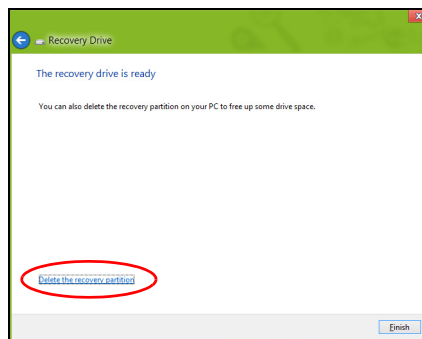 Recovery Drive
The recovery drive is ready
You can also delete the recovery partition on your PC to free up some drive space.
Delete the recovery partition
Finish